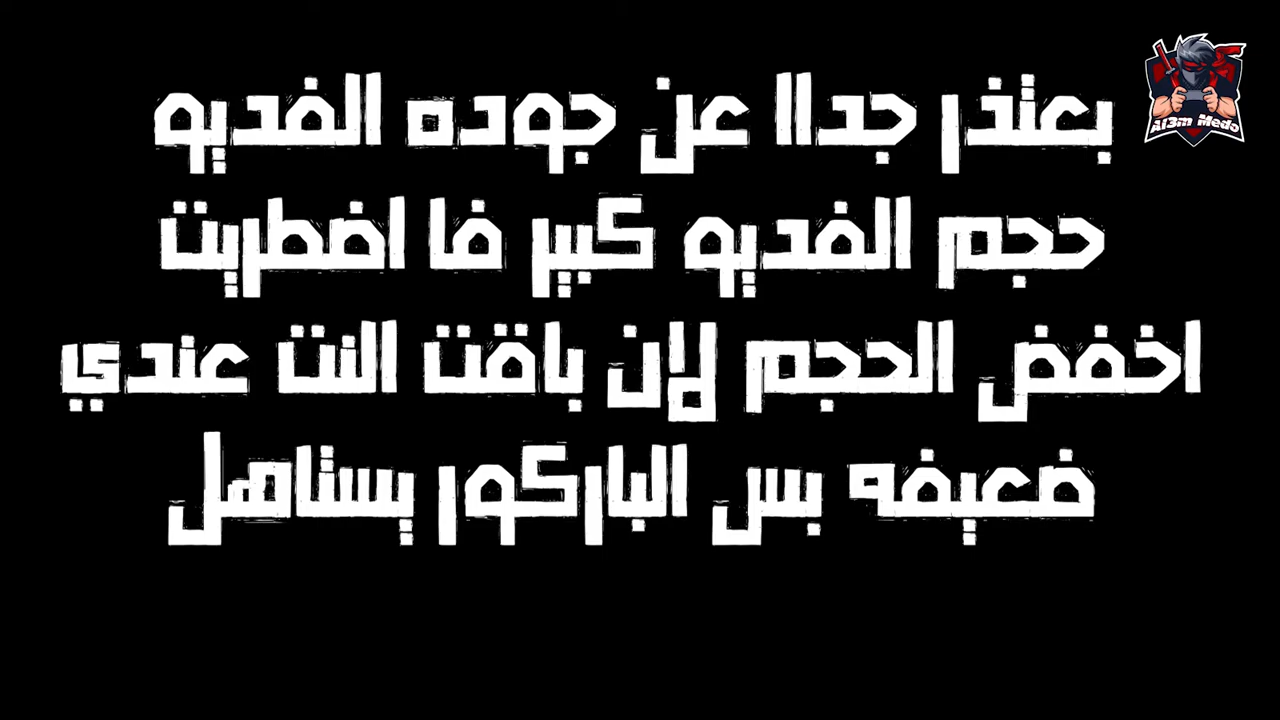 بعتذر جداا عن جوده الفديو
حجم الفديو كبير فا اضطريت
اخفض الحجم لان باقت النت عندي
ضعيفه بس الباركور يستاهل
Al3m Medo